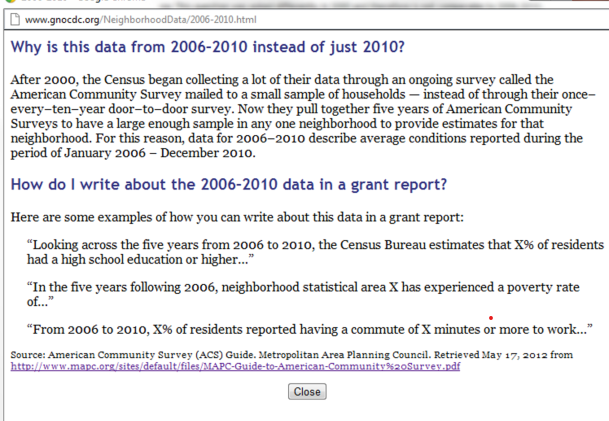 www.gnocdc.org/NeighborhoodData/2006-2010.html
Why is this data from 2006-2010 instead of just 2010?
After 2000, the Census began collecting a lot of their data through an ongoing survey called the
American Community Survey mailed to a small sample of households — instead of through their once–
every–ten–year door–to–door survey. Now they pull together five years of American Community
Surveys to have a large enough sample in any one neighborhood to provide estimates for that
neighborhood. For this reason, data for 2006–2010 describe average conditions reported during the
period of January 2006 – December 2010.
How do I write about the 2006-2010 data in a grant report?
Here are some examples of how you can write about this data in a grant report:
“Looking across the five years from 2006 to 2010, the Census Bureau estimates that X% of residents
had a high school education or higher...”
“In the five years following 2006, neighborhood statistical area X has experienced a poverty rate
of...”
“From 2006 to 2010, X% of residents reported having a commute of X minutes or more to work...”
Source: American Community Survey (ACS) Guide. Metropolitan Area Planning Council. Retrieved May 17, 2012 from
http://www.mapc.org/sites/default/files/MAPC-Guide-to-American-Community%20Survey.pdf
Close